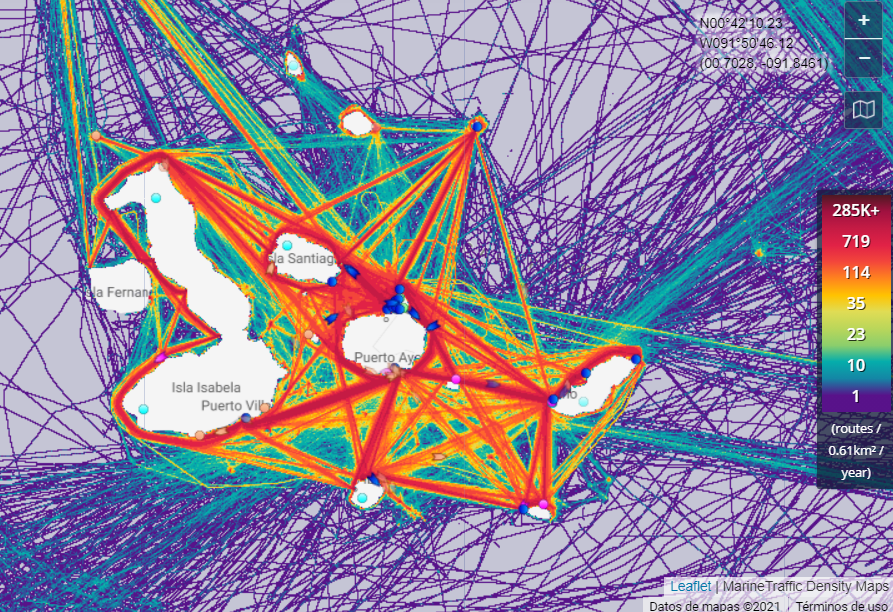 N00°42'10.23
W091°50'46.12
(00.7028, -091.8461)
+
−
285K+
719
114
35
23
10
1
(routes /
0.61km² /
year)
Isla Santiag
Isla Fernan
Puerto Ayo
Isla Isabela
Puerto Vill
Leaflet | MarineTraffic Density Maps
Datos de mapas ©2021
Términos de uso